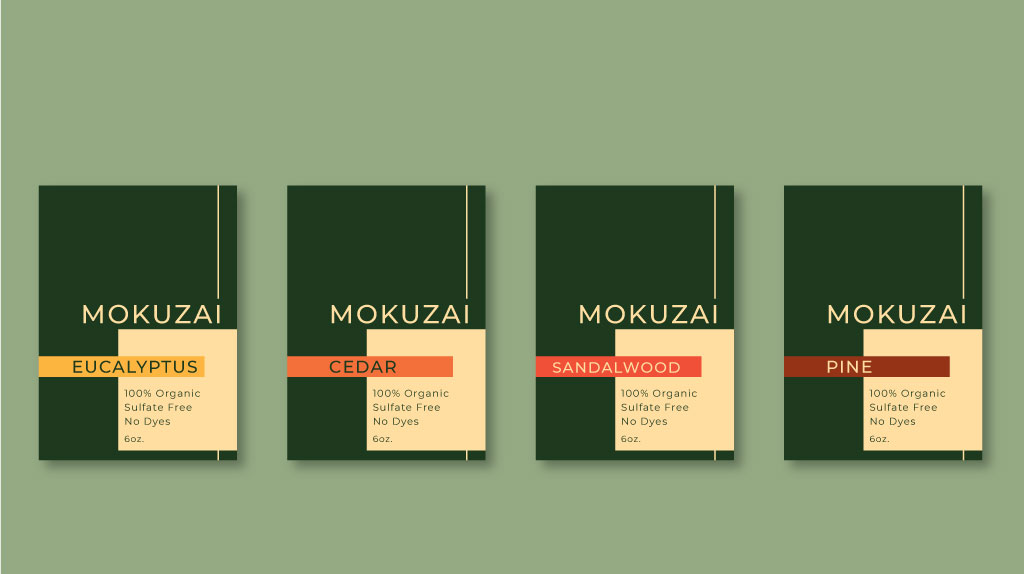 MOKUZAI
EUCALYPTUS
100% Organic
Sulfate Free
No Dyes
6oz.
MOKUZAI
CEDAR
100% Organic
Sulfate Free
No Dyes
6oz.
MOKUZAI
SANDALWOOD
100% Organic
Sulfate Free
No Dyes
6oz.
MOKUZAI
PINE
100% Organic
Sulfate Free
No Dyes
6oz.